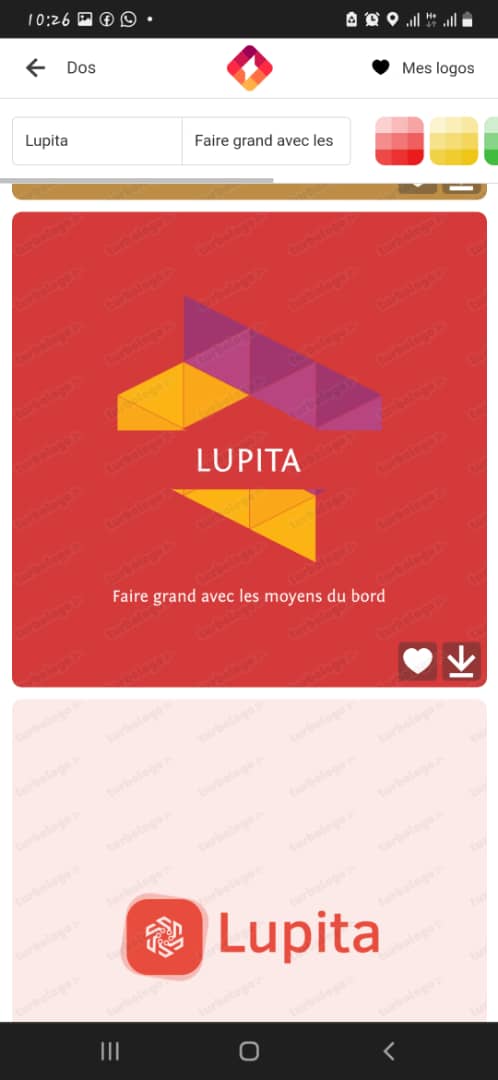 10:26
Dos
Mes logos
Lupita
Faire grand avec les
turbologo
LUPITA
Faire grand avec les moyens du bord
Lupita